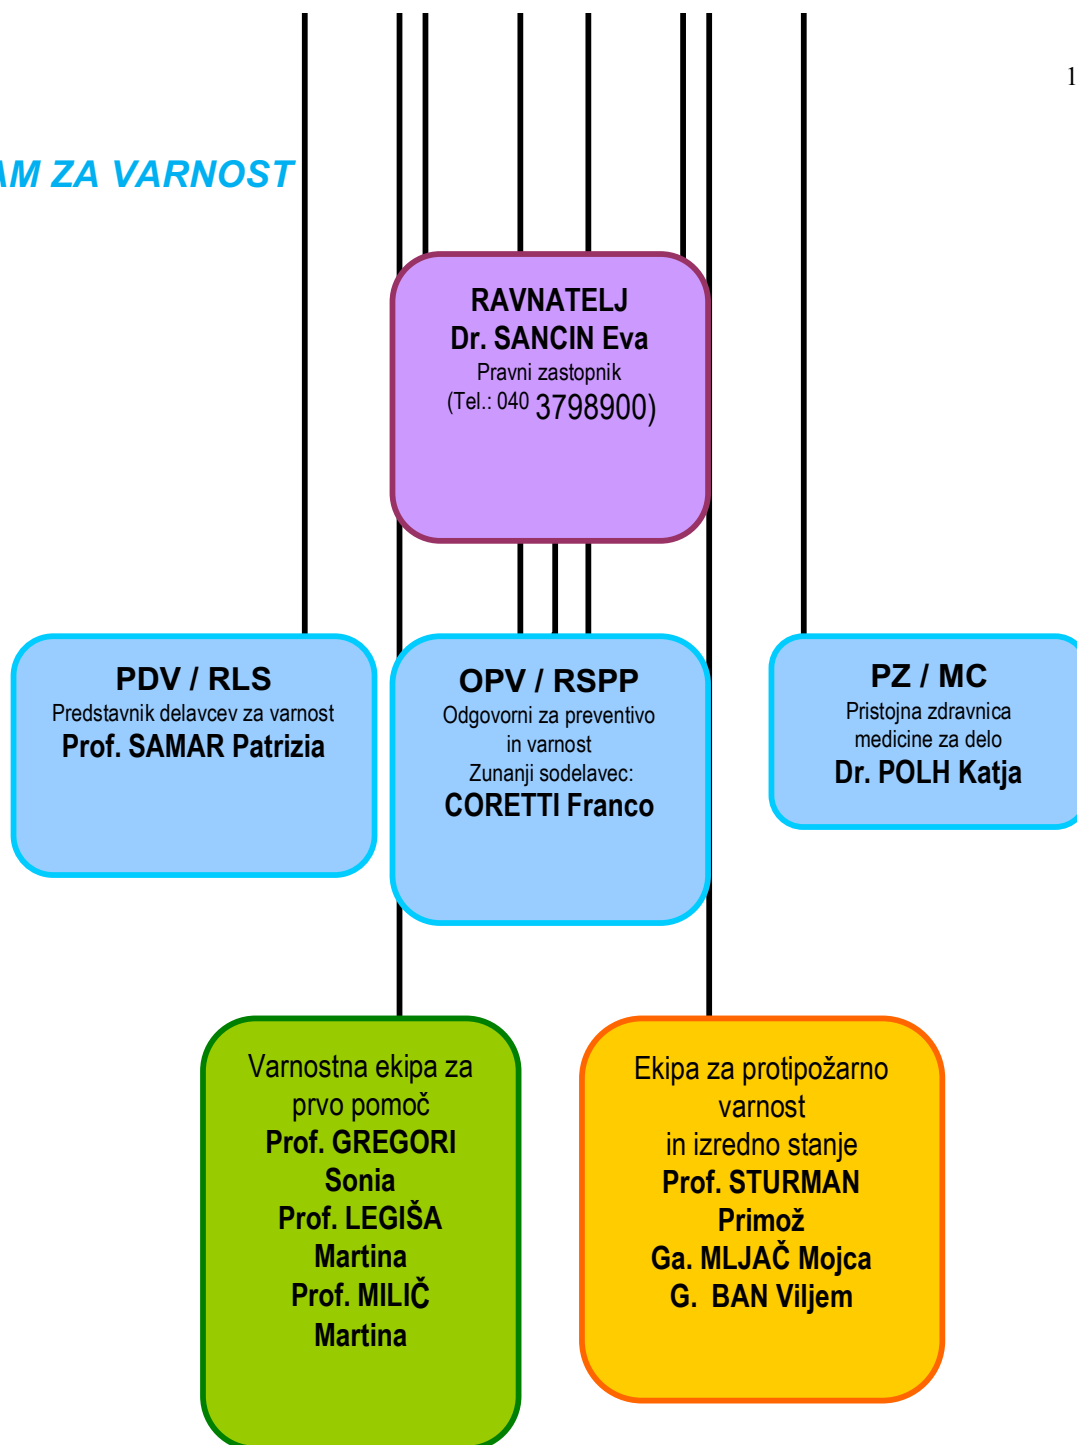 1
AM ZA VARNOST
RAVNATELJ
Dr. SANCIN Eva
Pravni zastopnik
(Tel.: 040 3798900)
PDV / RLS
Predstavnik delavcev za varnost
Prof. SAMAR Patrizia
OPV / RSPP
Odgovorni za preventivo
in varnost
Zunanji sodelavec:
CORETTI Franco
PZ / MC
Pristojna zdravnica
medicine za delo
Dr. POLH Katja
Varnostna ekipa za
prvo pomoč
Prof. GREGORI
Sonia
Prof. LEGIŠA
Martina
Prof. MILIČ
Martina
Ekipa za protipožarno
varnost
in izredno stanje
Prof. STURMAN
Primož
Ga. MLJAČ Mojca
G.  BAN Viljem